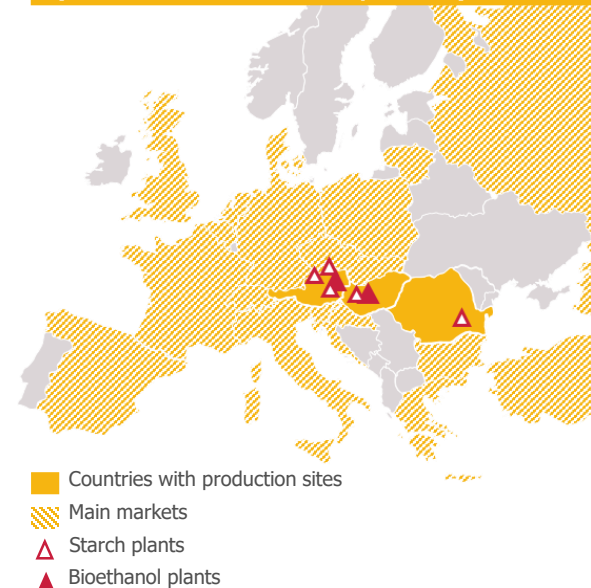 Countries with production sites
Main markets
Starch plants
Bioethanol plants